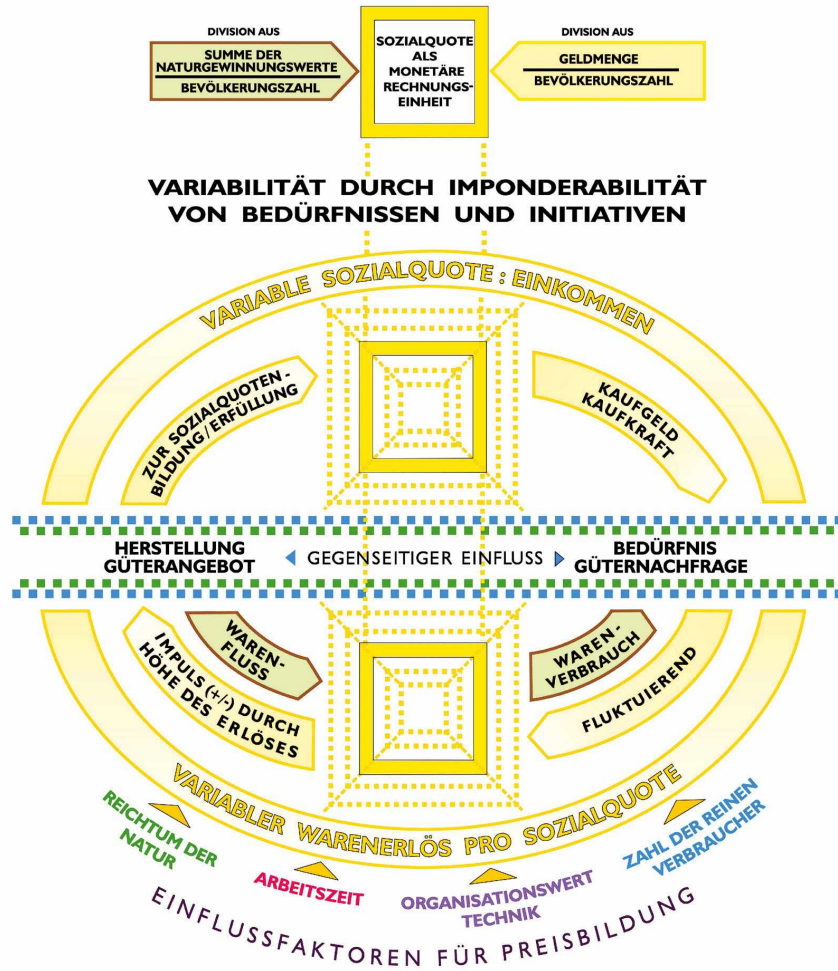 DIVISION AUS
SUMME DER
NATURGEWINNUNGSWERTE
BEVÖLKERUNGSZAHL
SOZIALQUOTE
ALS
MONETÄRE
RECHNUNGS-
EINHEIT
DIVISION AUS
GELDMENGE
BEVÖLKERUNGSZAHL
VARIABILITÄT DURCH IMPONDERABILITÄT
VON BEDÜRFNISSEN UND INITIATIVEN
VARIABLE SOZIALQUOTE : EINKOMMEN
ZUR SOZIALQUOTEN-
BILDUNG/ERFÜLLUNG
KAUFGELD
KAUFKRAFT
HERSTELLUNG
GÜTERANGEBOT
GEGENSEITIGER EINFLUSS
BEDÜRFNIS
GÜTERNACHFRAGE
WAREN-
FLUSS
IMPULS (+/-) DURCH
HÖHE DES ERLÖSES
WAREN-
VERBRAUCH
FLUKTUIEREND
VARIABLER WARENERLÖS PRO SOZIALQUOTE
REICHTUM DER
NATUR
ARBEITSZEIT
ORGANISATIONSWERT
TECHNIK
ZAHL DER REINEN
VERBRAUCHER
EINFLUSSFAKTOREN FÜR PREISBILDUNG